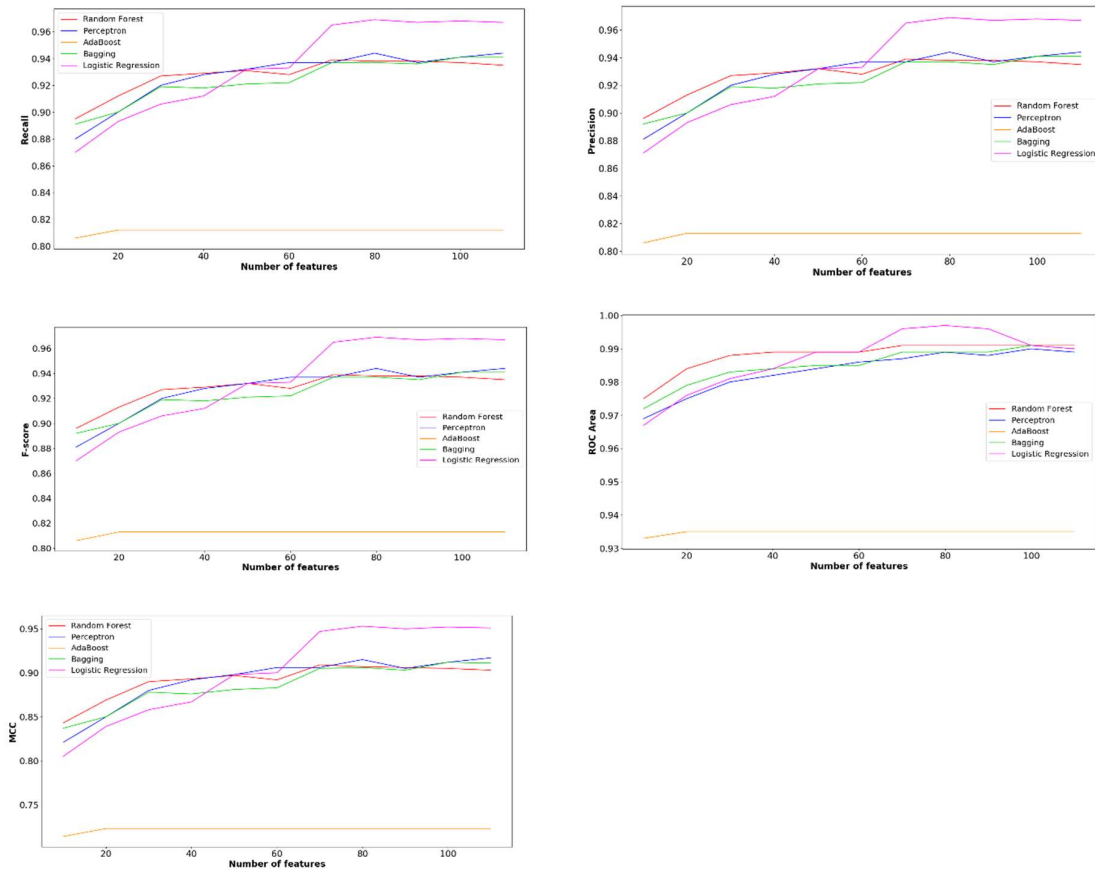 Random Forest
Perceptron
AdaBoost
Bagging
Logistic Regression
0.96
0.94
0.92
0.90
0.88
0.86
0.84
0.82
0.80
Recall
20
40
60
80
100
Number of features
Random Forest
Perceptron
AdaBoost
Bagging
Logistic Regression
0.96
0.94
0.92
0.90
0.88
0.86
0.84
0.82
0.80
Precision
20
40
60
80
100
Number of features
Random Forest
Perceptron
AdaBoost
Bagging
Logistic Regression
0.96
0.94
0.92
0.90
0.88
0.86
0.84
0.82
0.80
F-score
20
40
60
80
100
Number of features
Random Forest
Perceptron
AdaBoost
Bagging
Logistic Regression
1.00
0.99
0.98
0.97
0.96
0.95
0.94
0.93
ROC Area
20
40
60
80
100
Number of features
Random Forest
Perceptron
AdaBoost
Bagging
Logistic Regression
0.95
0.90
0.85
0.80
0.75
MCC
20
40
60
80
100
Number of features